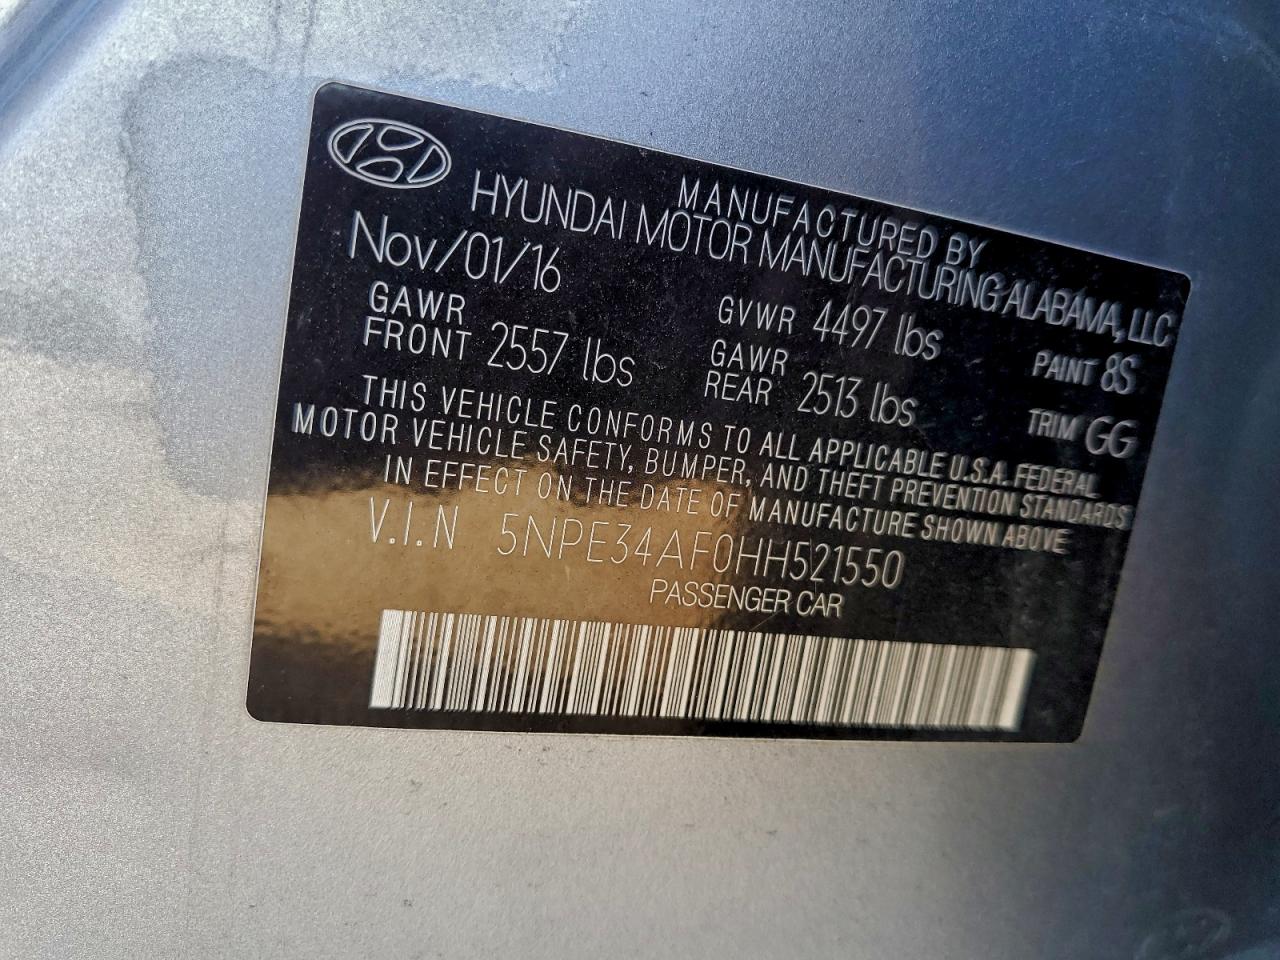 MANUFACTURED BY
HYUNDAI MOTOR MANUFACTURING ALABAMA, LLC
Nov/01/16
GVWR 4497 lbs
PAINT 8S
GAWR FRONT 2557 lbs
GAWR REAR 2513 lbs
TRIM GG
THIS VEHICLE CONFORMS TO ALL APPLICABLE U.S.A. FEDERAL
MOTOR VEHICLE SAFETY, BUMPER, AND THEFT PREVENTION STANDARDS
IN EFFECT ON THE DATE OF MANUFACTURE SHOWN ABOVE
V.I.N 5NPE34AF0HH521550
PASSENGER CAR